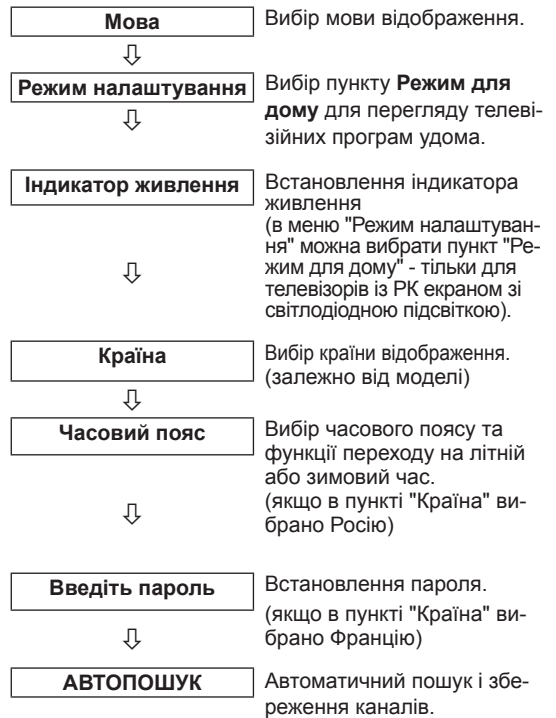 Мова
Вибір мови відображення.
⇩
Режим налаштування
Вибір пункту Режим для
дому для перегляду телеві-
зійних програм удома.
⇩
Індикатор живлення
Встановлення індикатора
живлення
(в меню "Режим налаштуван-
ня" можна вибрати пункт "Ре-
жим для дому" - тільки для
телевізорів із РК екраном зі
світлодіодною підсвіткою).
⇩
Країна
Вибір країни відображення.
(залежно від моделі)
⇩
Часовий пояс
Вибір часового поясу та
функції переходу на літній
або зимовий час.
(якщо в пункті "Країна" ви-
брано Росію)
⇩
Введіть пароль
Встановлення пароля.
(якщо в пункті "Країна" ви-
брано Францію)
⇩
АВТОПОШУК
Автоматичний пошук і збе-
реження каналів.